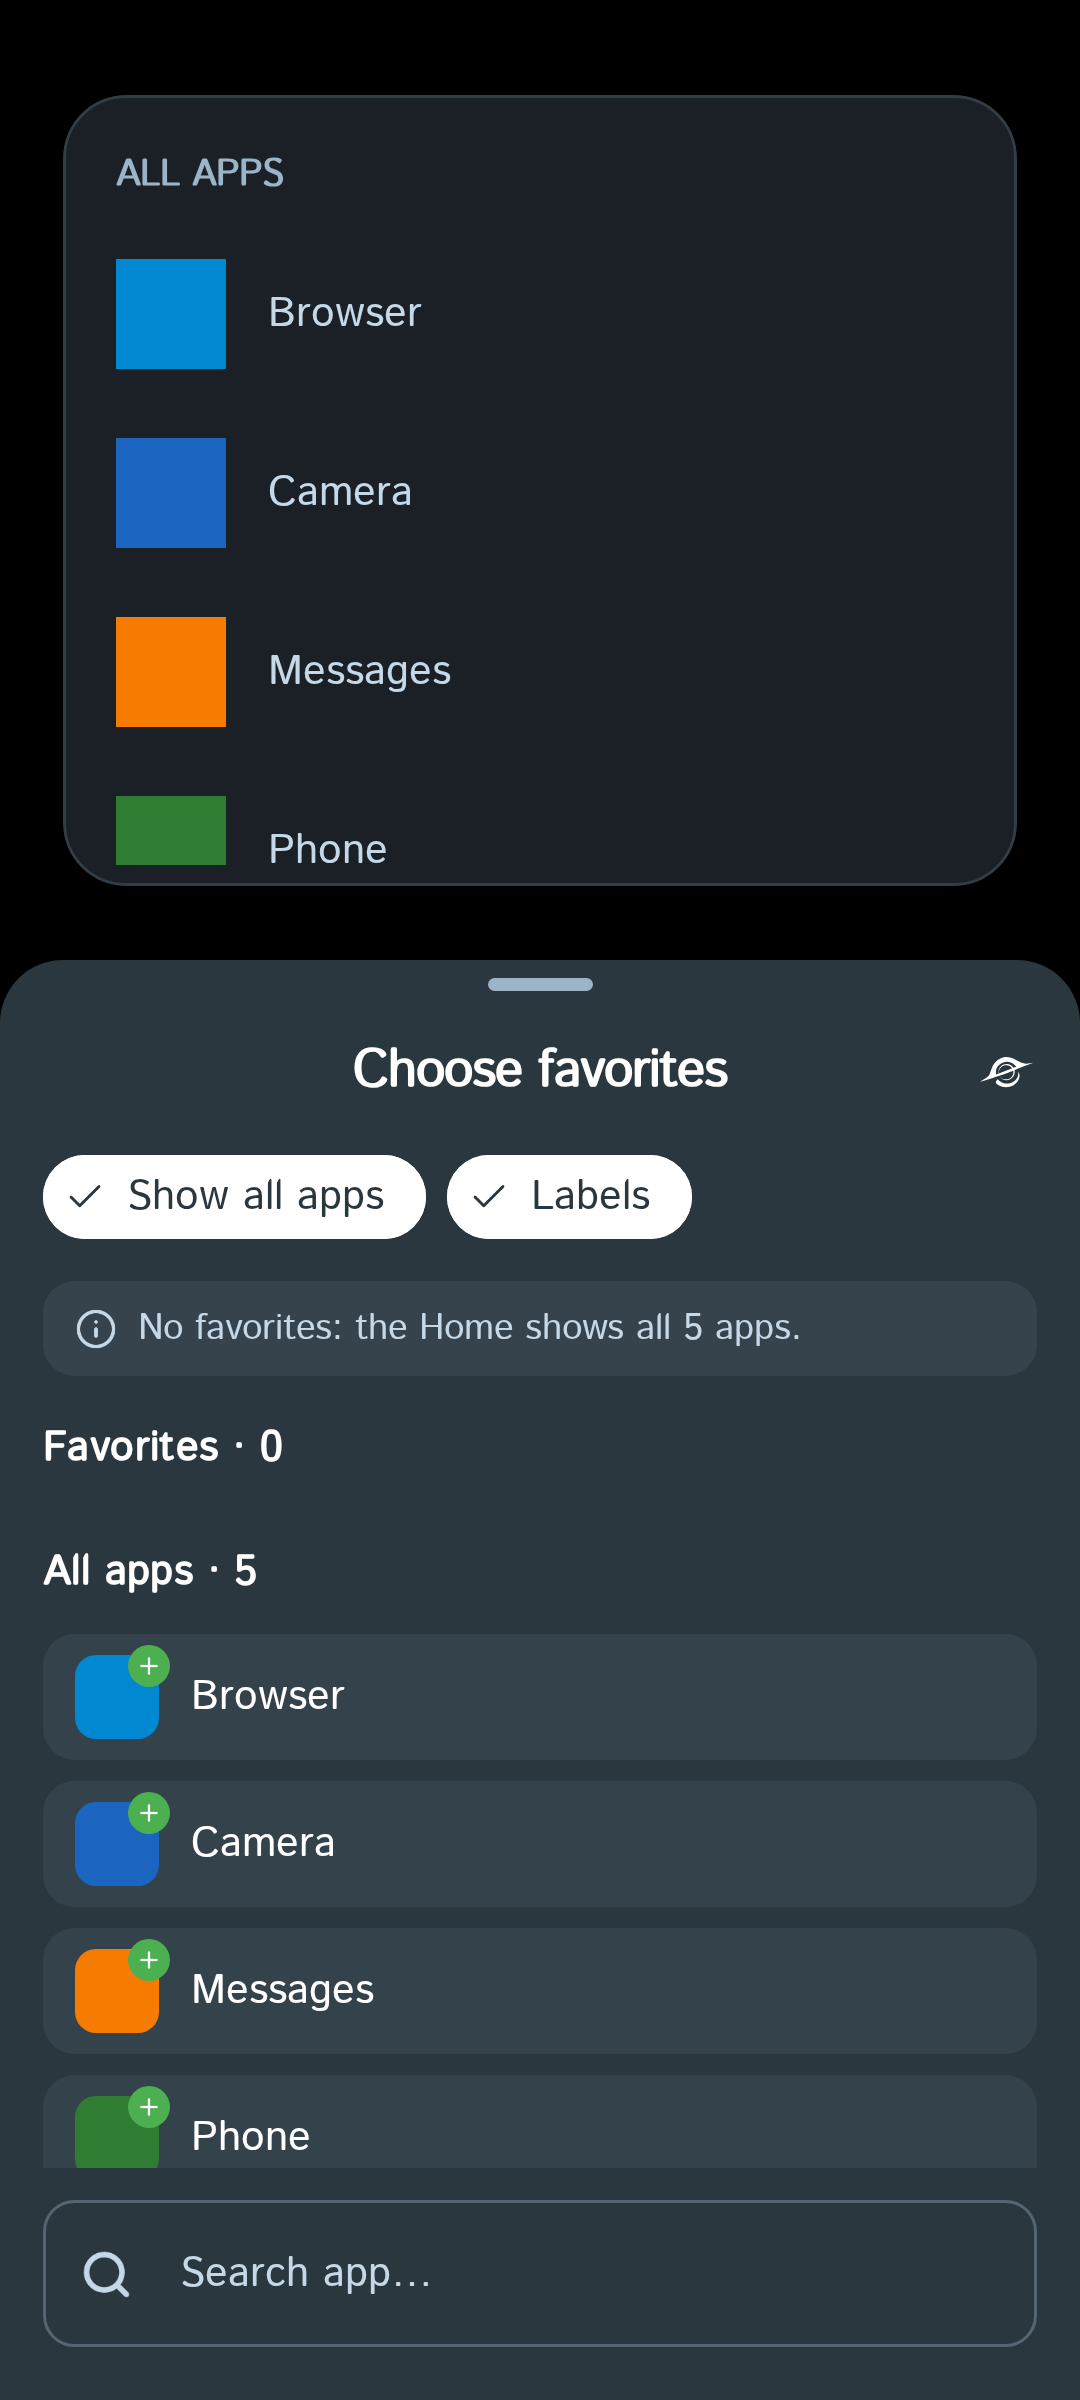 ALL APPS
Browser
Camera
Messages
Phone
Choose favorites
Show all apps
Labels
No favorites: the Home shows all 5 apps.
Favorites · 0
All apps · 5
Browser
Camera
Messages
Phone
Search app...